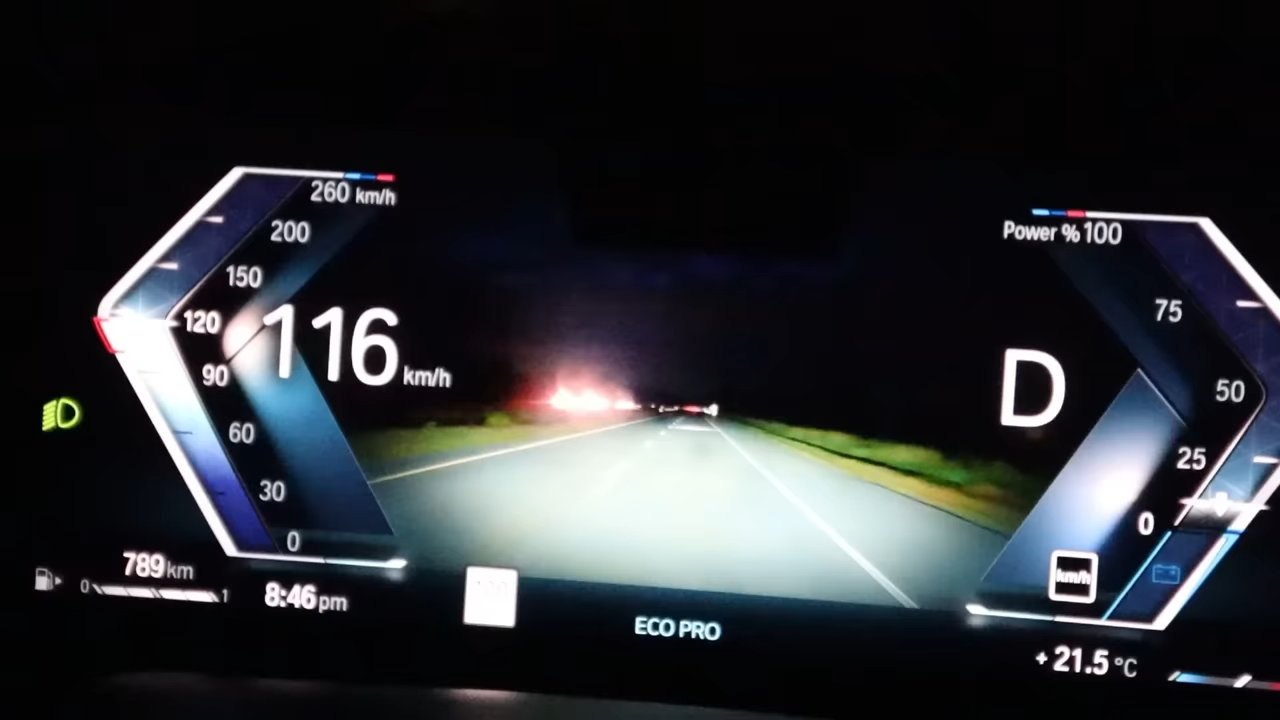 260 km/h
200
150
120
90
60
30
0
116 km/h
Power % 100
75
50
25
0
D
km/h
0 1
789 km
8:46 pm
ECO PRO
+ 21.5 °C